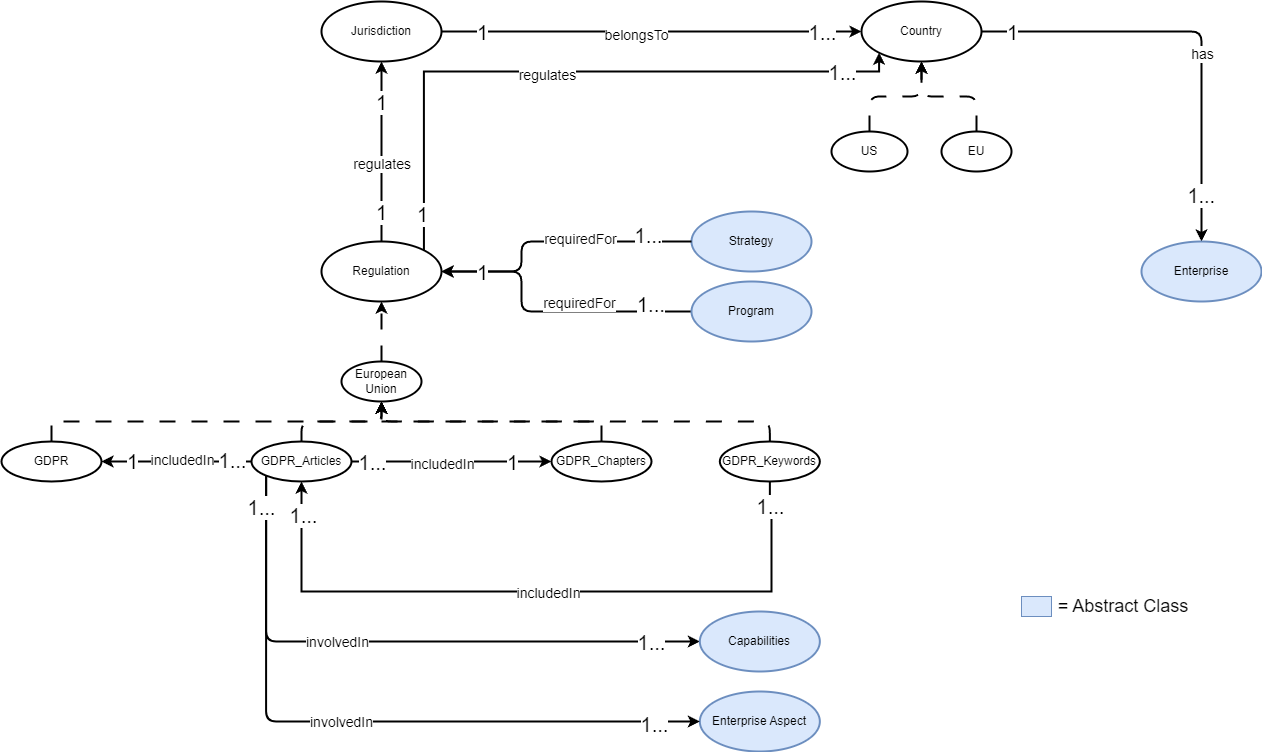 Jurisdiction
1
belongsTo
1...
Country
1
has
1
regulates
1...
regulates
US
EU
1...
1
1
Regulation
1
requiredFor
1...
Strategy
requiredFor
1...
Program
Enterprise
European
Union
GDPR
1
includedIn
1...
GDPR_Articles
1...
includedIn
1
GDPR_Chapters
GDPR_Keywords
1...
1...
1...
includedIn
= Abstract Class
involvedIn
1...
Capabilities
involvedIn
1...
Enterprise Aspect